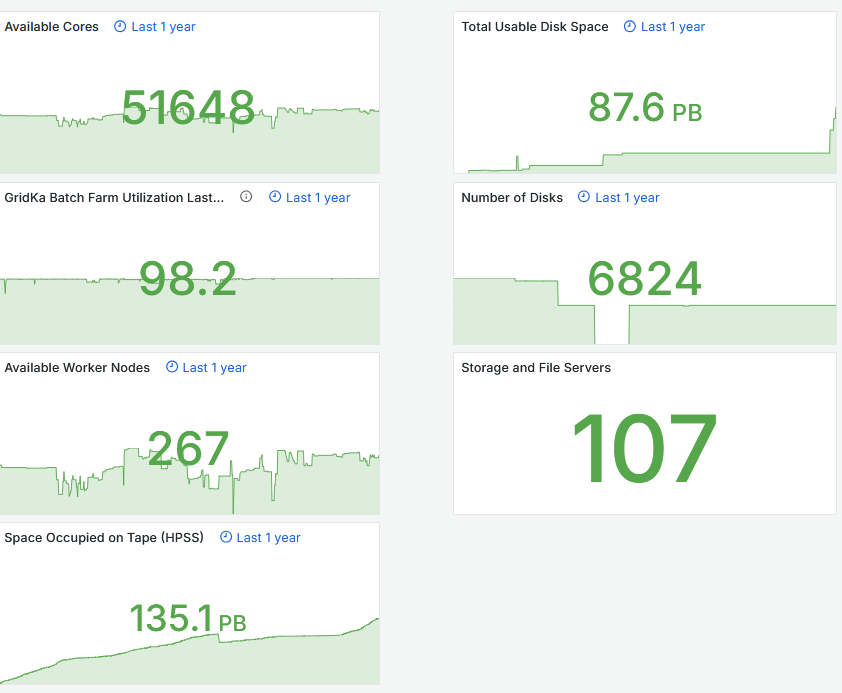 Available Cores Last 1 year
51648
Total Usable Disk Space Last 1 year
87.6 PB
GridKa Batch Farm Utilization Last... Last 1 year
98.2
Number of Disks Last 1 year
6824
Available Worker Nodes Last 1 year
267
Storage and File Servers
107
Space Occupied on Tape (HPSS) Last 1 year
135.1 PB